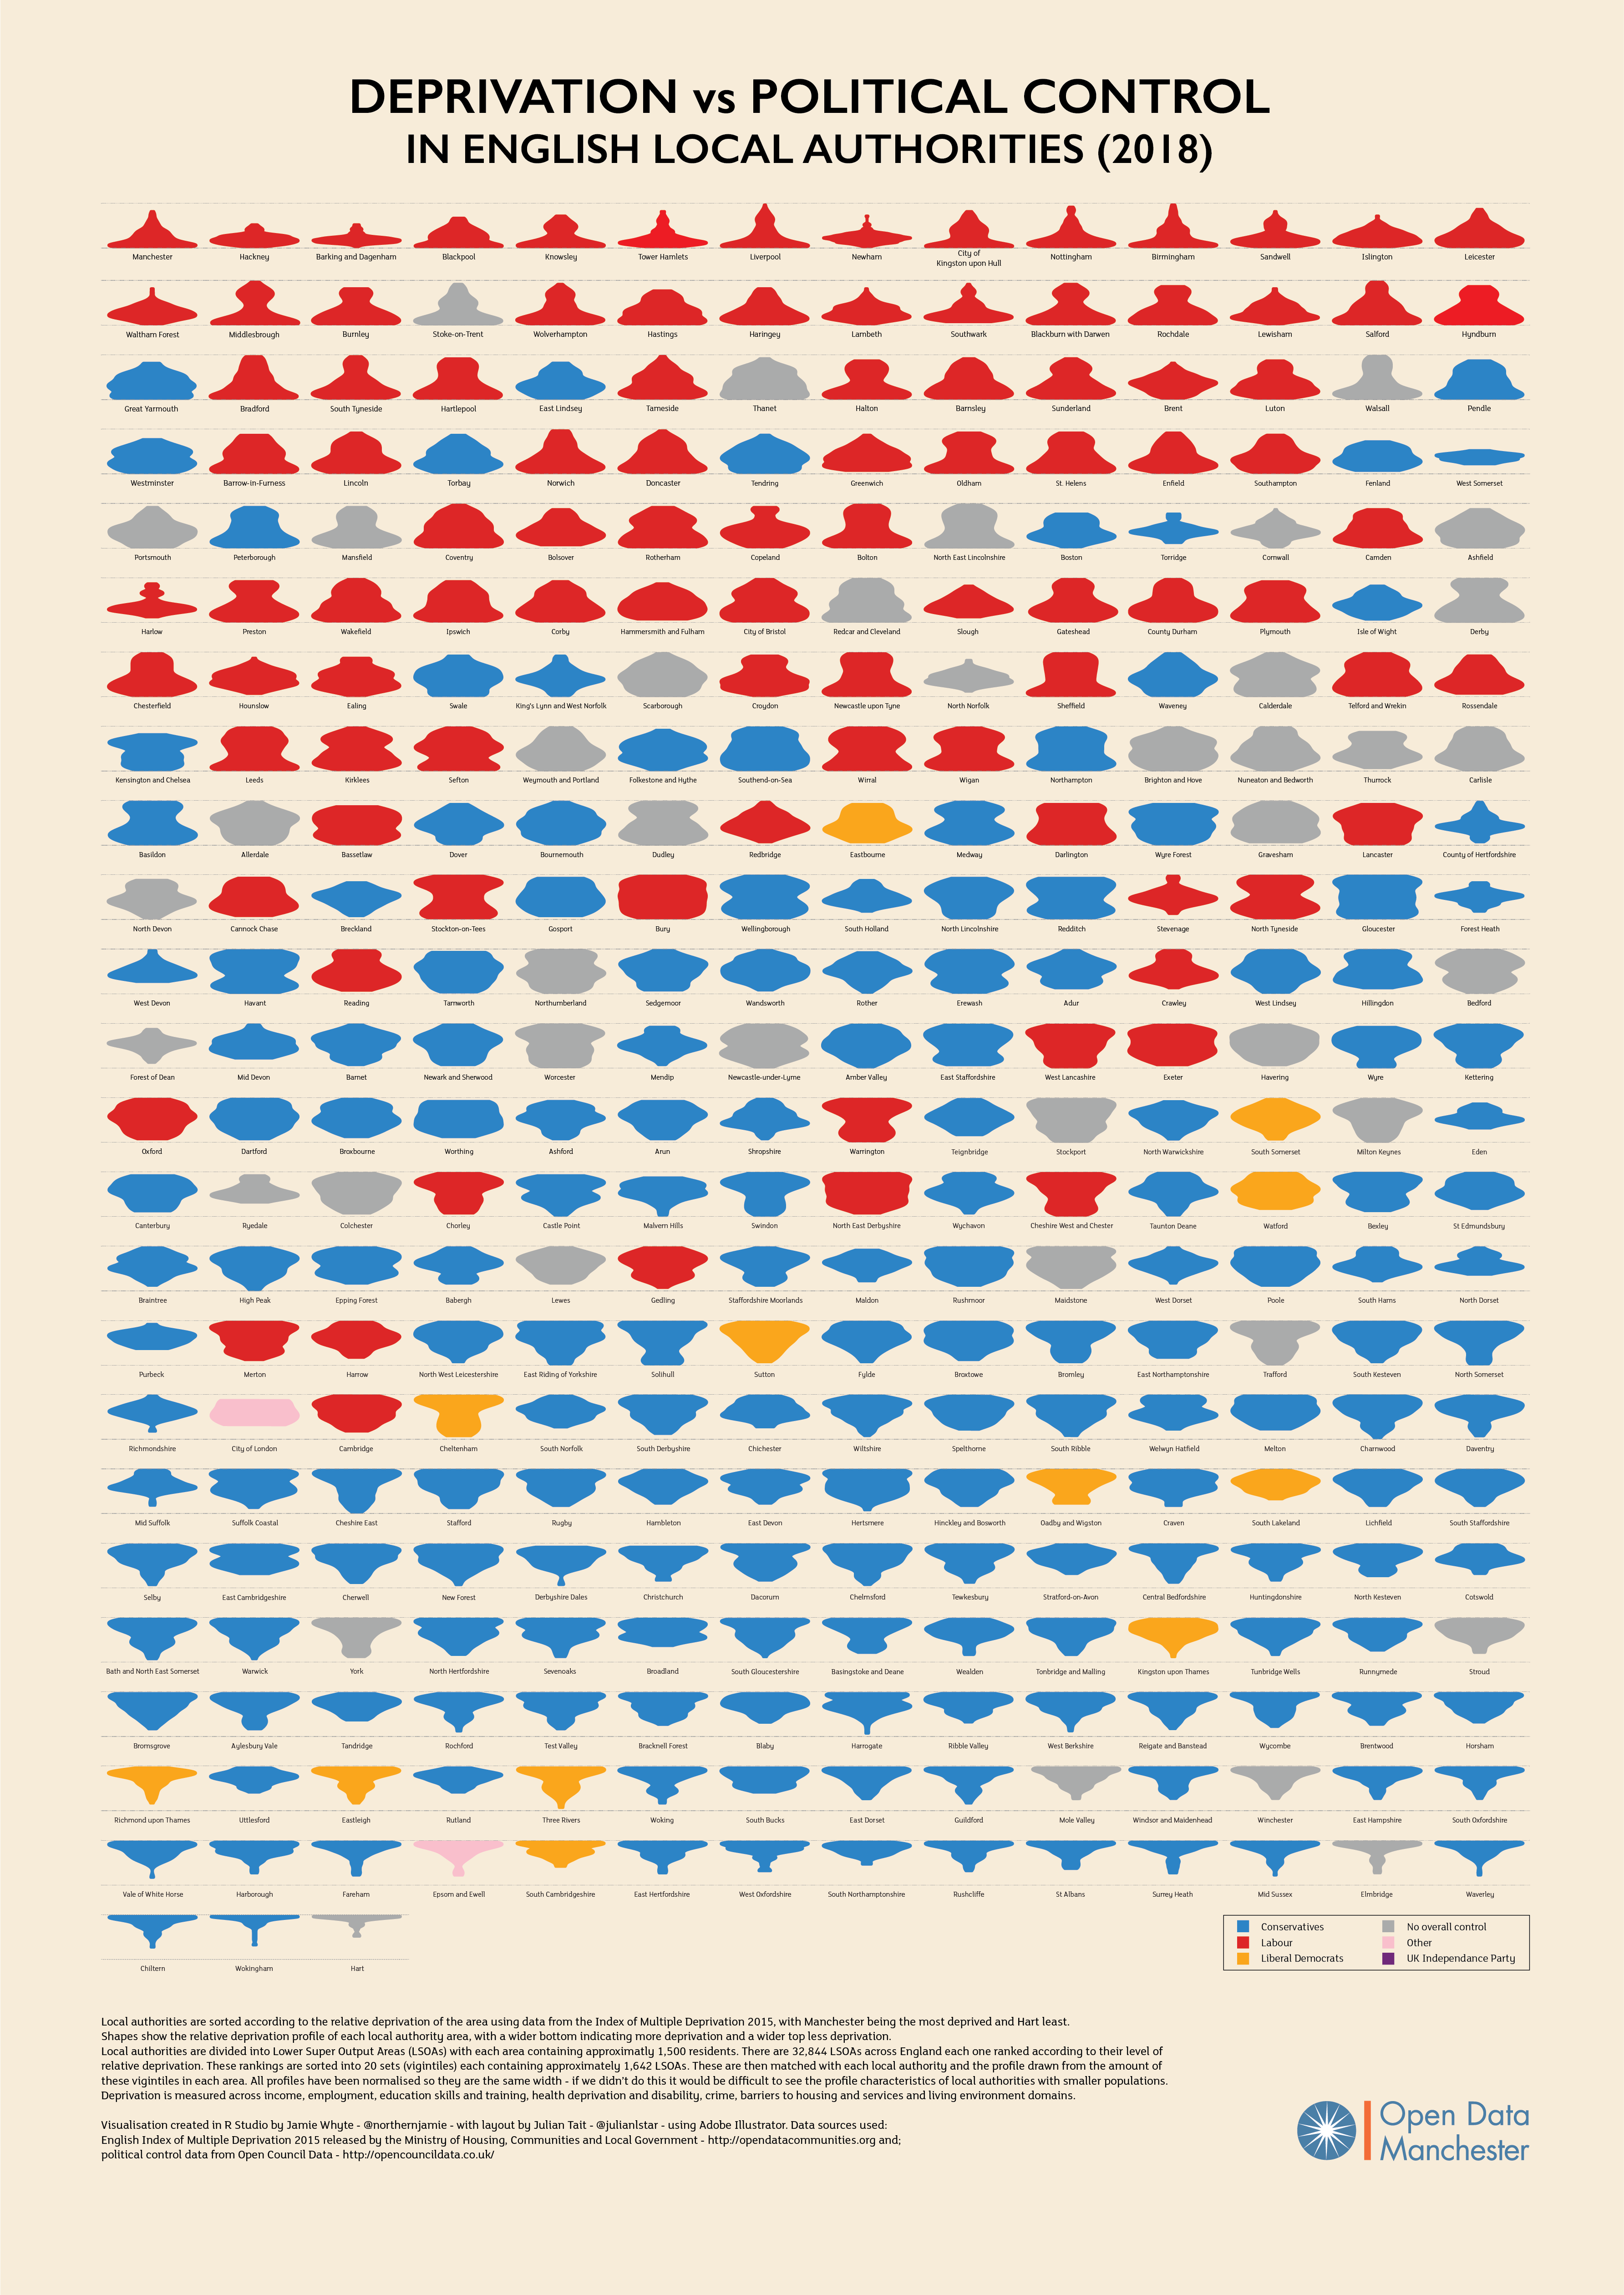 DEPRIVATION vs POLITICAL CONTROL
IN ENGLISH LOCAL AUTHORITIES (2018)
Manchester Hackney Barking and Dagenham Blackpool Knowsley Tower Hamlets Liverpool Newham City of Kingston upon Hull Nottingham Birmingham Sandwell Islington Leicester
Waltham Forest Middlesbrough Burnley Stoke-on-Trent Wolverhampton Hastings Haringey Lambeth Southwark Blackburn with Darwen Rochdale Lewisham Salford Hyndburn
Great Yarmouth Bradford South Tyneside Hartlepool East Lindsey Tameside Thanet Halton Barnsley Sunderland Brent Luton Walsall Pendle
Westminster Barrow-in-Furness Lincoln Torbay Norwich Doncaster Tendring Greenwich Oldham St. Helens Enfield Southampton Fenland West Somerset
Portsmouth Peterborough Mansfield Coventry Bolsover Rotherham Copeland Bolton North East Lincolnshire Boston Torridge Cornwall Camden Ashfield
Harlow Preston Wakefield Ipswich Corby Hammersmith and Fulham City of Bristol Redcar and Cleveland Slough Gateshead County Durham Plymouth Isle of Wight Derby
Chesterfield Hounslow Ealing Swale King's Lynn and West Norfolk Scarborough Croydon Newcastle upon Tyne North Norfolk Sheffield Waveney Calderdale Telford and Wrekin Rossendale
Kensington and Chelsea Leeds Kirklees Sefton Weymouth and Portland Folkestone and Hythe Southend-on-Sea Wirral Wigan Northampton Brighton and Hove Nuneaton and Bedworth Thurrock Carlisle
Basildon Allerdale Bassetlaw Dover Bournemouth Dudley Redbridge Eastbourne Medway Darlington Wyre Forest Gravesham Lancaster County of Hertfordshire
North Devon Cannock Chase Breckland Stockton-on-Tees Gosport Bury Wellingborough South Holland North Lincolnshire Redditch Stevenage North Tyneside Gloucester Forest Heath
West Devon Havant Reading Tamworth Northumberland Sedgemoor Wandsworth Rother Erewash Adur Crawley West Lindsey Hillingdon Bedford
Forest of Dean Mid Devon Barnet Newark and Sherwood Worcester Mendip Newcastle-under-Lyme Amber Valley East Staffordshire West Lancashire Exeter Havering Wyre Kettering
Oxford Dartford Broxbourne Worthing Ashford Arun Shropshire Warrington Teignbridge Stockport North Warwickshire South Somerset Milton Keynes Eden
Canterbury Ryedale Colchester Chorley Castle Point Malvern Hills Swindon North East Derbyshire Wychavon Cheshire West and Chester Taunton Deane Watford Bexley St Edmundsbury
Braintree High Peak Epping Forest Babergh Lewes Gedling Staffordshire Moorlands Maldon Rushmoor Maidstone West Dorset Poole South Hams North Dorset
Purbeck Merton Harrow North West Leicestershire East Riding of Yorkshire Solihull Sutton Fylde Broxtowe Bromley East Northamptonshire Trafford South Kesteven North Somerset
Richmondshire City of London Cambridge Cheltenham South Norfolk South Derbyshire Chichester Wiltshire Spelthorne South Ribble Welwyn Hatfield Melton Charnwood Daventry
Mid Suffolk Suffolk Coastal Cheshire East Stafford Rugby Hambleton East Devon Hertsmere Hinckley and Bosworth Oadby and Wigston Craven South Lakeland Lichfield South Staffordshire
Selby East Cambridgeshire Cherwell New Forest Derbyshire Dales Christchurch Dacorum Chelmsford Tewkesbury Stratford-on-Avon Central Bedfordshire Huntingdonshire North Kesteven Cotswold
Bath and North East Somerset Warwick York North Hertfordshire Sevenoaks Broadland South Gloucestershire Basingstoke and Deane Wealden Tonbridge and Malling Kingston upon Thames Tunbridge Wells Runnymede Stroud
Bromsgrove Aylesbury Vale Tandridge Rochford Test Valley Bracknell Forest Blaby Harrogate Ribble Valley West Berkshire Reigate and Banstead Wycombe Brentwood Horsham
Richmond upon Thames Uttlesford Eastleigh Rutland Three Rivers Woking South Bucks East Dorset Guildford Mole Valley Windsor and Maidenhead Winchester East Hampshire South Oxfordshire
Vale of White Horse Harborough Fareham Epsom and Ewell South Cambridgeshire East Hertfordshire West Oxfordshire South Northamptonshire Rushcliffe St Albans Surrey Heath Mid Sussex Elmbridge Waverley
Chiltern Wokingham Hart
Conservatives No overall control
Labour Other
Liberal Democrats UK Independance Party
Local authorities are sorted according to the relative deprivation of the area using data from the Index of Multiple Deprivation 2015, with Manchester being the most deprived and Hart least.
Shapes show the relative deprivation profile of each local authority area, with a wider bottom indicating more deprivation and a wider top less deprivation.
Local authorities are divided into Lower Super Output Areas (LSOAs) with each area containing approximatly 1,500 residents. There are 32,844 LSOAs across England each one ranked according to their level of
relative deprivation. These rankings are sorted into 20 sets (vigintiles) each containing approximately 1,642 LSOAs. These are then matched with each local authority and the profile drawn from the amount of
these vigintiles in each area. All profiles have been normalised so they are the same width - if we didn't do this it would be difficult to see the profile characteristics of local authorities with smaller populations.
Deprivation is measured across income, employment, education skills and training, health deprivation and disability, crime, barriers to housing and services and living environment domains.
Visualisation created in R Studio by Jamie Whyte - @northernjamie - with layout by Julian Tait - @julianlstar - using Adobe Illustrator. Data sources used:
English Index of Multiple Deprivation 2015 released by the Ministry of Housing, Communities and Local Government - http://opendatacommunities.org and;
political control data from Open Council Data - http://opencouncildata.co.uk/
Open Data
Manchester